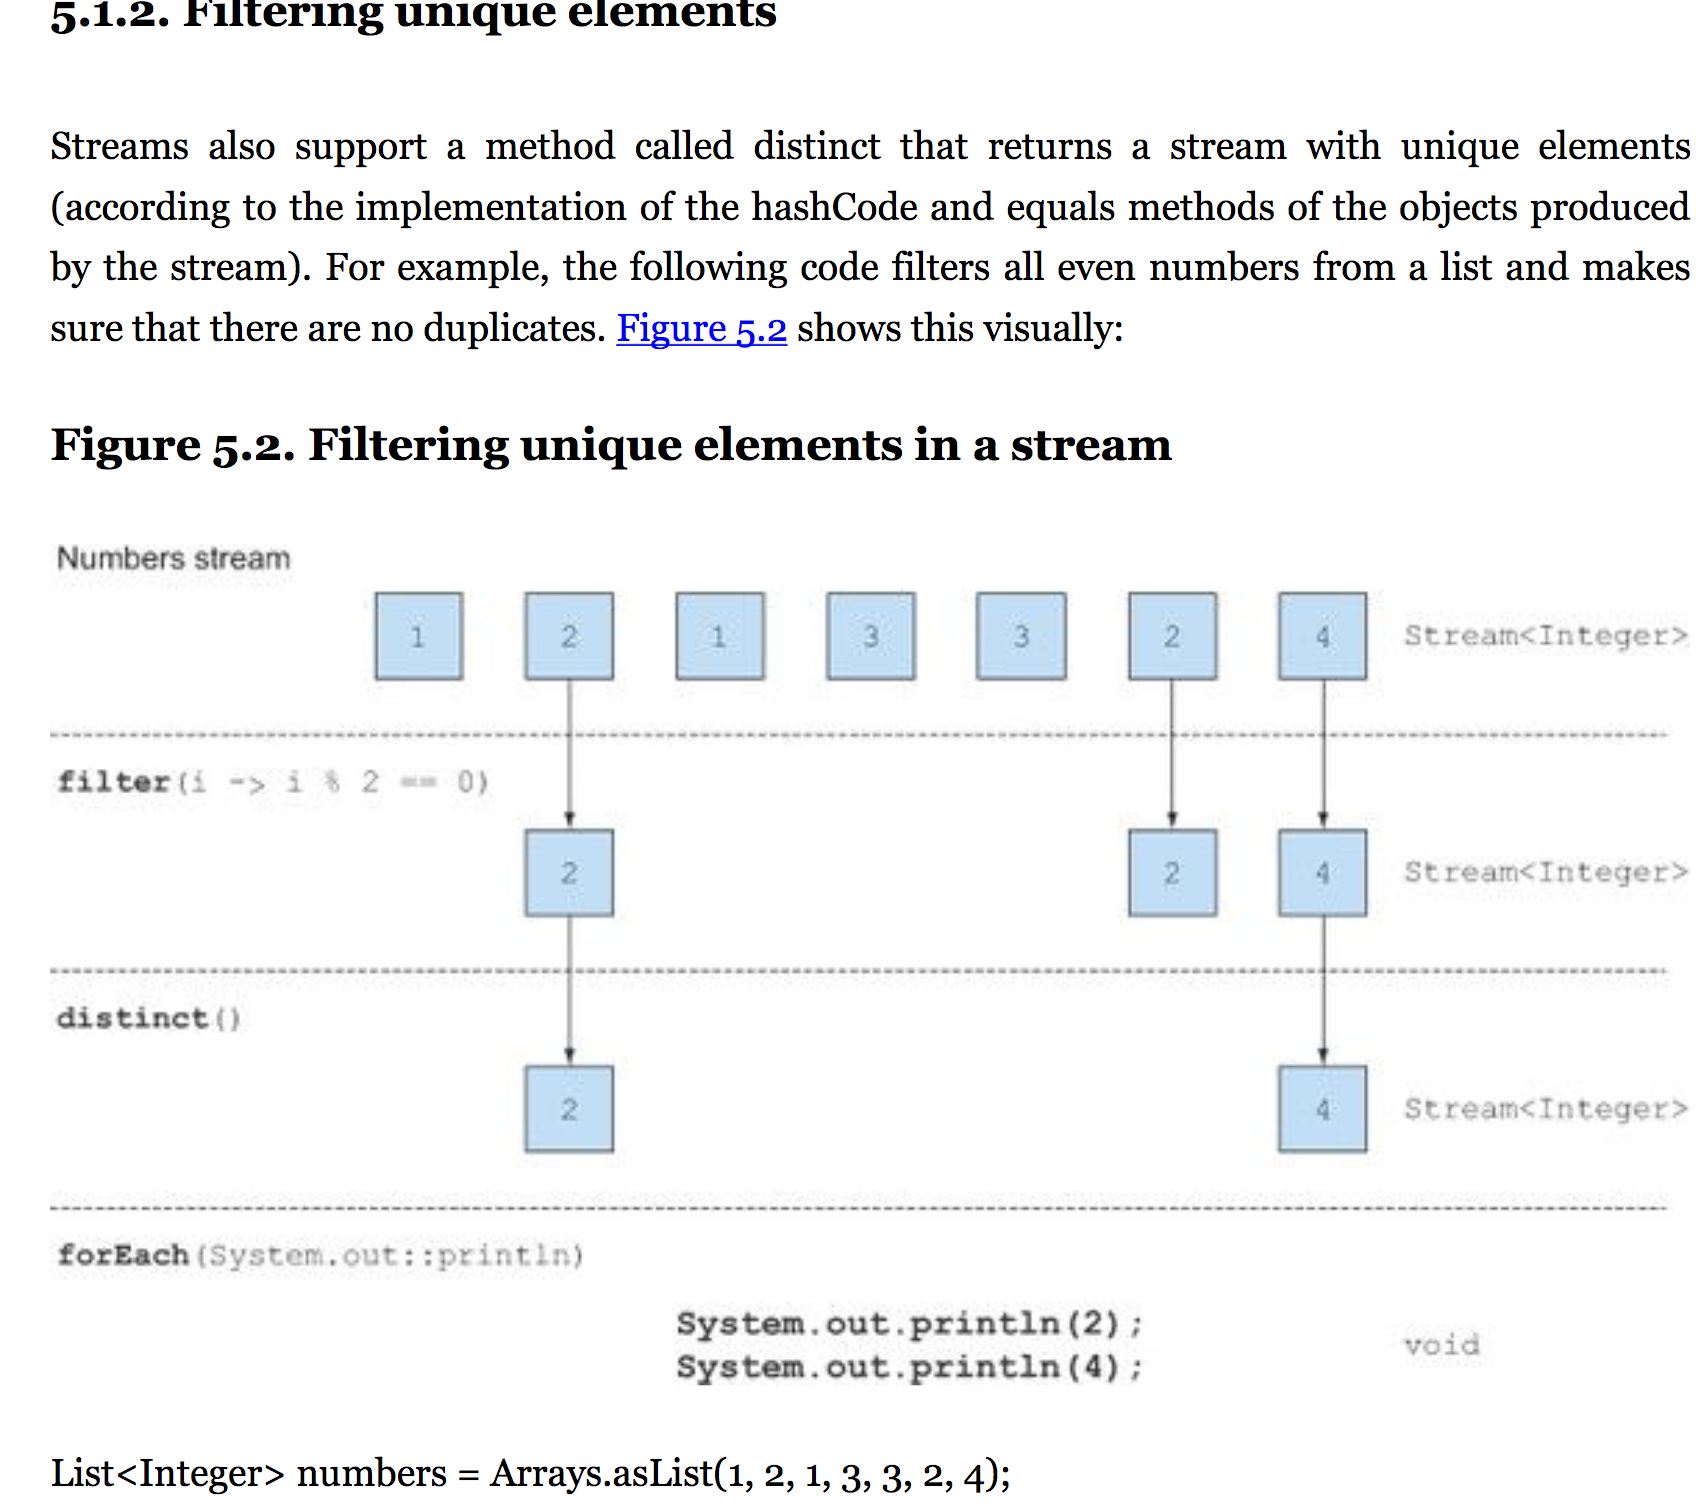 5.1.2. Filtering unique elements
Streams also support a method called distinct that returns a stream with unique elements
(according to the implementation of the hashCode and equals methods of the objects produced
by the stream). For example, the following code filters all even numbers from a list and makes
sure that there are no duplicates. Figure 5.2 shows this visually:
Figure 5.2. Filtering unique elements in a stream
Numbers stream
1 2 1 3 3 2 4 Stream<Integer>
filter(i -> i % 2 == 0)
2 2 4 Stream<Integer>
distinct()
2 4 Stream<Integer>
forEach(System.out::println)
System.out.println(2);
System.out.println(4);
void
List<Integer> numbers = Arrays.asList(1, 2, 1, 3, 3, 2, 4);